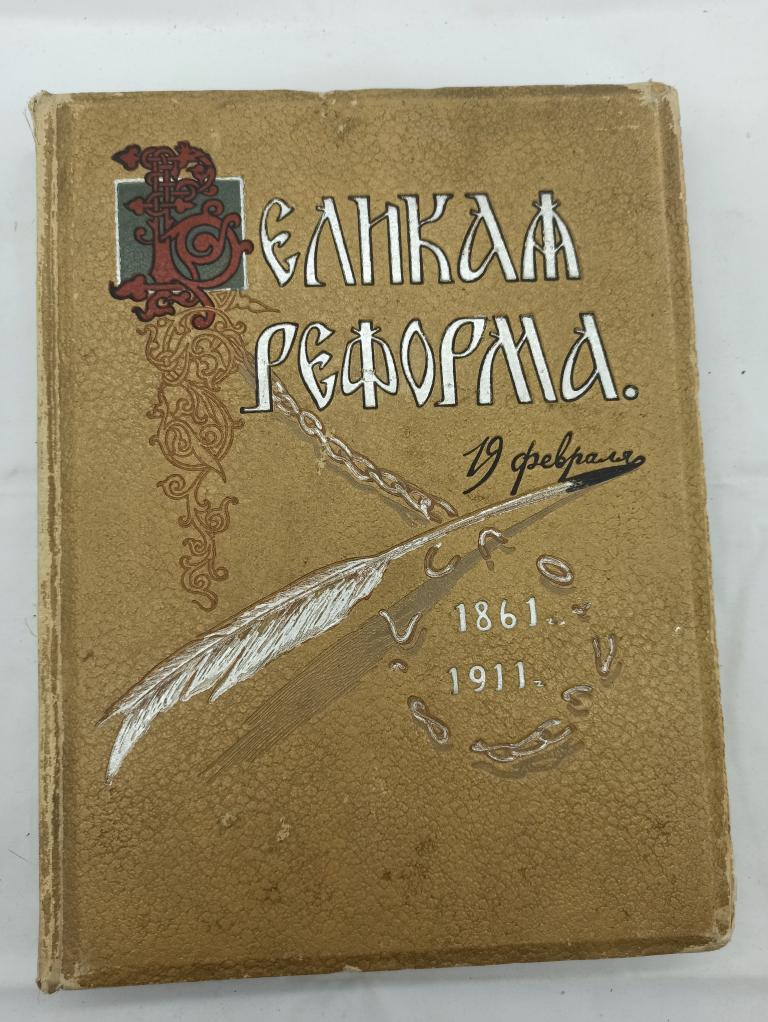 ВЕЛИКАЯ
РЕФОРМА.
19 февраля
1861 г.
1911 г.